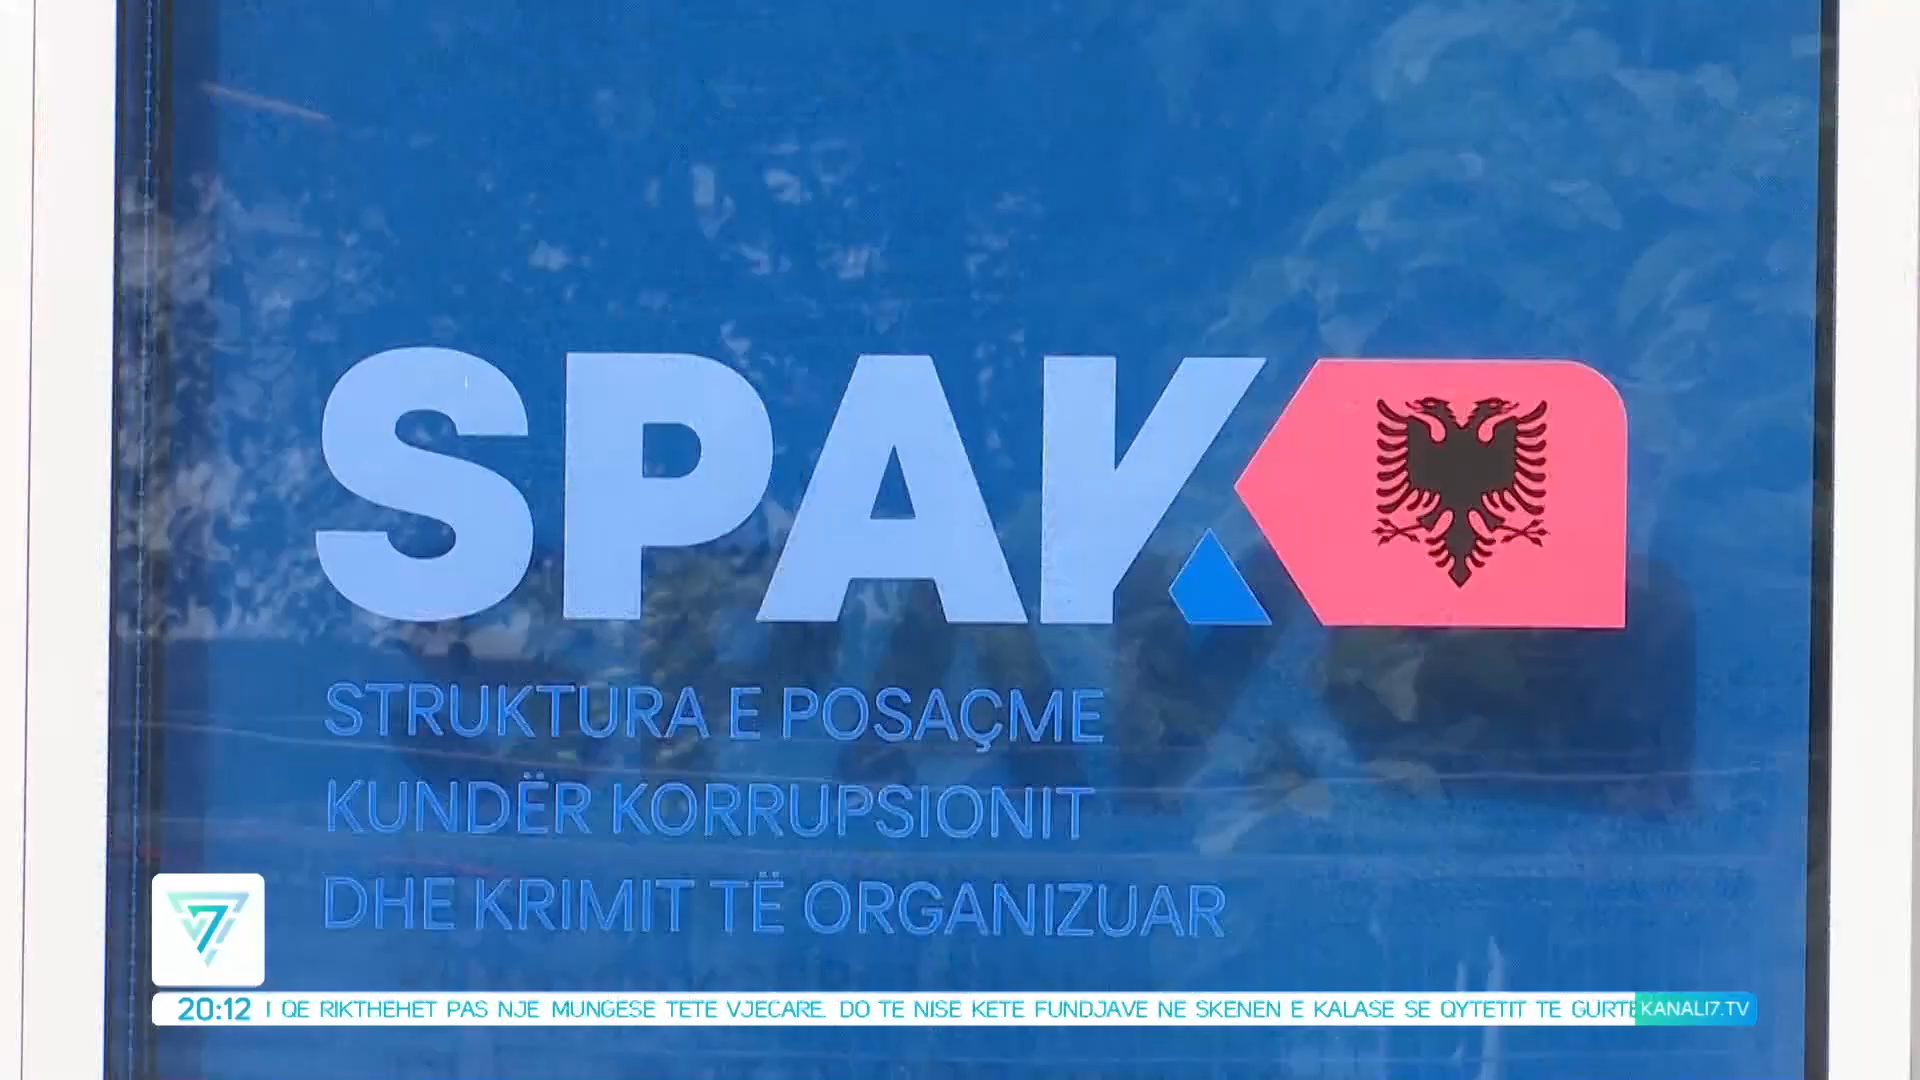 SPAK
STRUKTURA E POSAÇME
KUNDËR KORRUPSIONIT
DHE KRIMIT TË ORGANIZUAR
7
20:12 I QE RIKTHEHET PAS NJE MUNGESE TETE VJECARE. DO TE NISE KETE FUNDJAVE NE SKENEN E KALASE SE QYTETIT TE GURTE KANALI7.TV